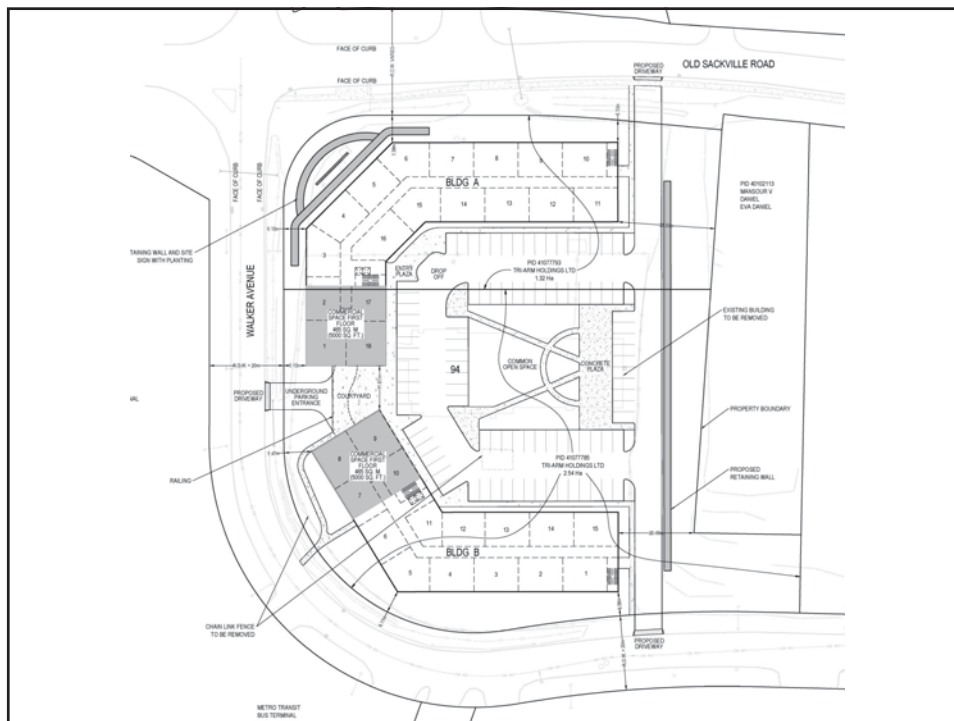 FACE OF CURB
FACE OF CURB
PROPOSED
DRIVEWAY
OLD SACKVILLE ROAD
FACE OF CURB
FACE OF CURB
6
7
8
9
10
5
BLDG A
4
15
14
13
12
11
3
16
PID 40102113
MANSOUR V.
DANIEL
EVA DANIEL
TAINING WALL AND SITE
SIGN WITH PLANTING
WALKER AVENUE
ENTRY
PLAZA
DROP
OFF
PID 41077793
TRI-ARM HOLDINGS LTD
1.32 Ha
2
17
COMMERCIAL
SPACE FIRST
FLOOR
465 SQ. M.
(5000 SQ. FT.)
1
18
EXISTING BUILDING
TO BE REMOVED
94
COMMON
OPEN SPACE
CONCRETE
PLAZA
PROPOSED
DRIVEWAY
UNDERGROUND
PARKING
ENTRANCE
COURTYARD
PROPERTY BOUNDARY
RAILING
8
9
COMMERCIAL
SPACE FIRST
FLOOR
465 SQ. M.
(5000 SQ. FT.)
7
10
PID 41077785
TRI-ARM HOLDINGS LTD
2.54 Ha
PROPOSED
RETAINING WALL
6
11
12
13
14
15
BLDG B
5
4
3
2
1
CHAIN LINK FENCE
TO BE REMOVED
PROPOSED
DRIVEWAY
METRO TRANSIT
BUS TERMINAL